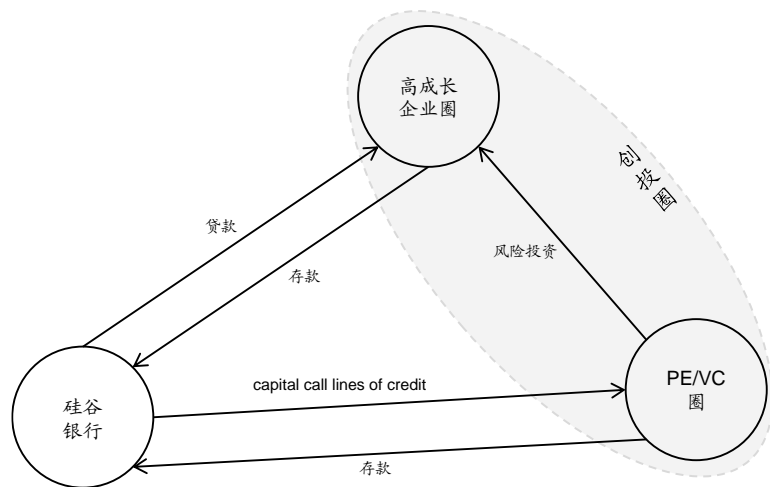 高成长
企业圈
创
投
圈
贷款
风险投资
存款
PE/VC
圈
capital call lines of credit
硅谷
银行
存款